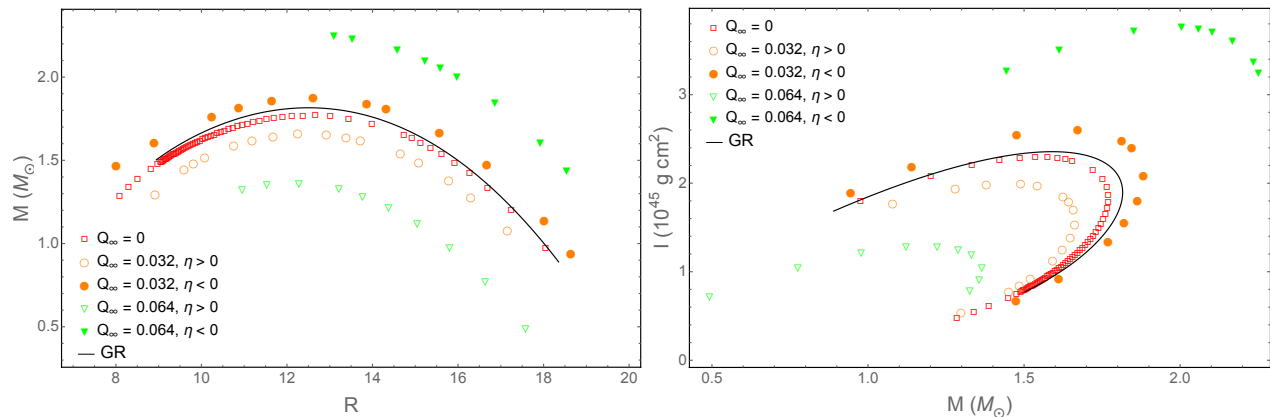 M (M⊙)
2.0
1.5
1.0
0.5
Q∞ = 0
Q∞ = 0.032, η > 0
Q∞ = 0.032, η < 0
Q∞ = 0.064, η > 0
Q∞ = 0.064, η < 0
GR
8 10 12 14 16 18 20
R
I (10⁴⁵ g cm²)
3
2
1
0
Q∞ = 0
Q∞ = 0.032, η > 0
Q∞ = 0.032, η < 0
Q∞ = 0.064, η > 0
Q∞ = 0.064, η < 0
GR
0.5 1.0 1.5 2.0
M (M⊙)